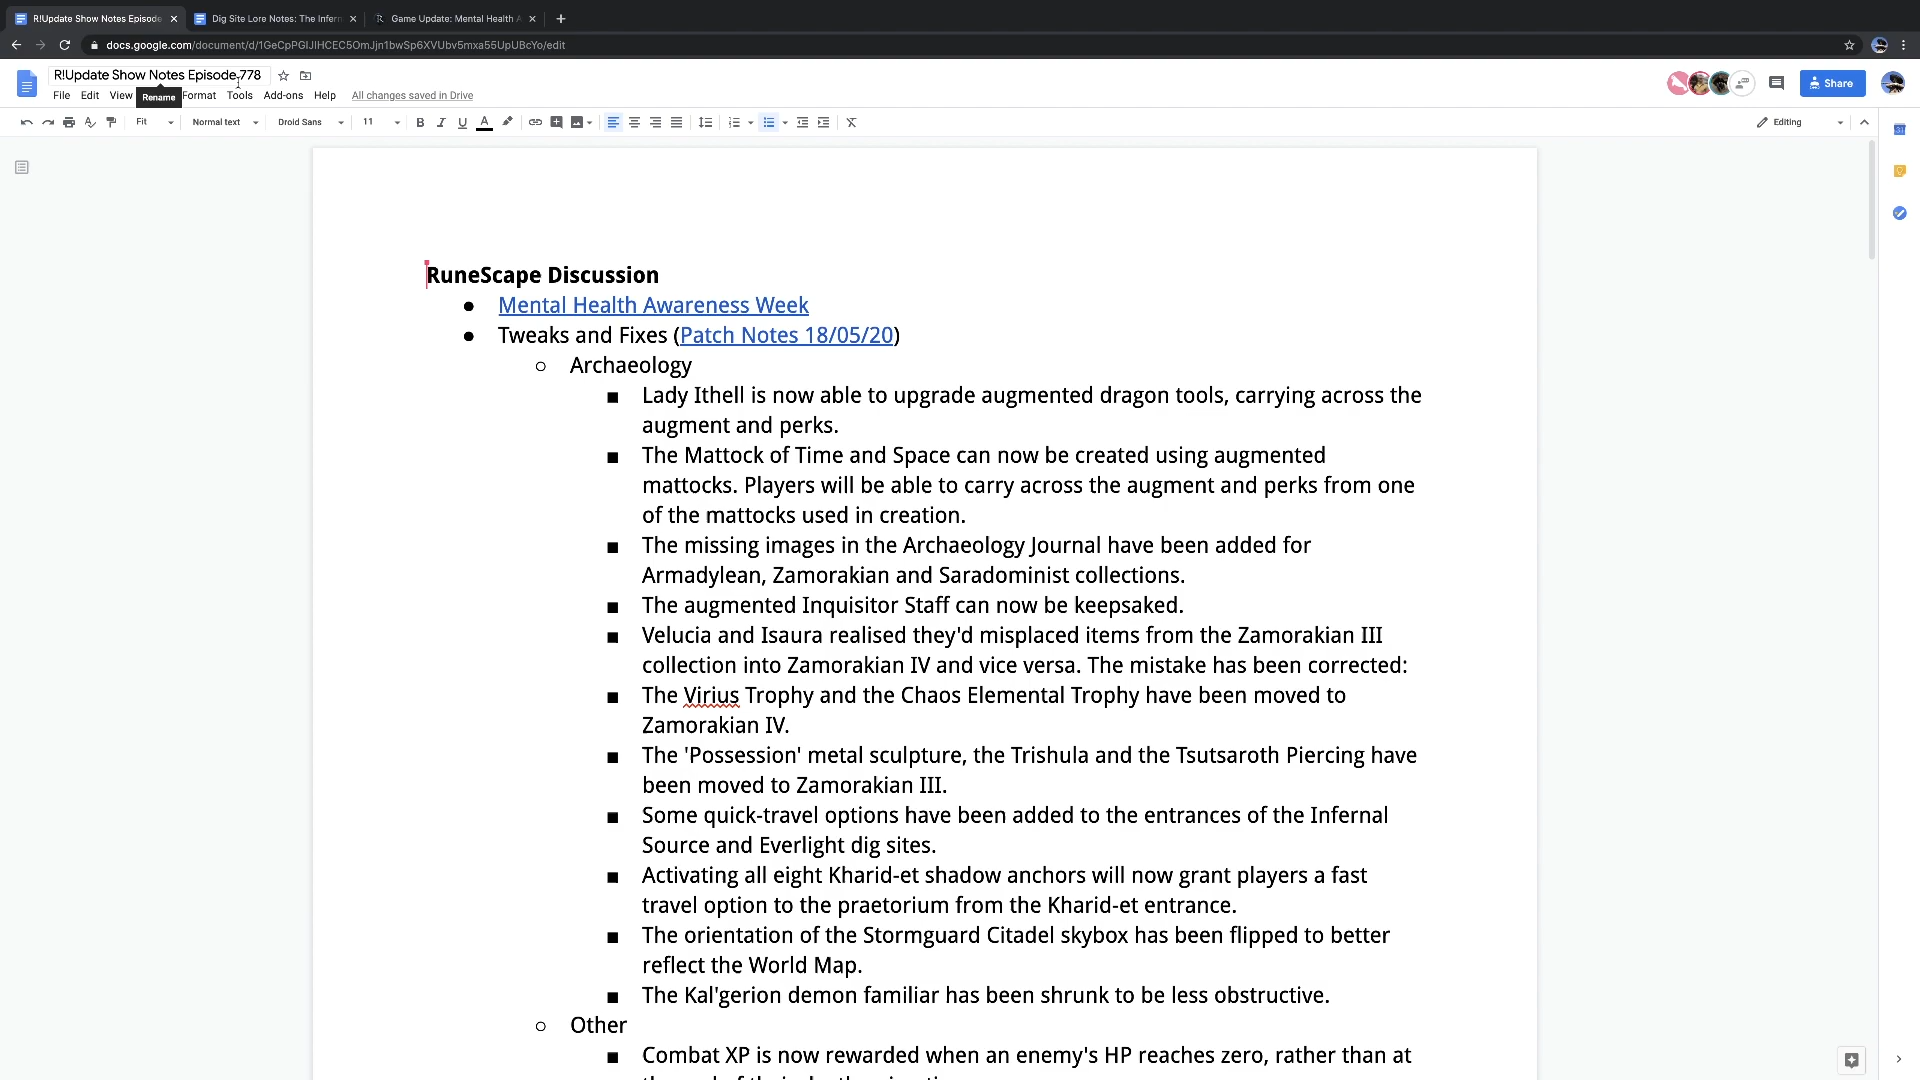 R!Update Show Notes Episode
Dig Site Lore Notes: The Infern
Game Update: Mental Health A
docs.google.com/document/d/1GeCpPGIJIHCEC5OmJjn1bwSp6XVUbv5mxa55UpUBcYo/edit
R!Update Show Notes Episode 778
File Edit View Format Tools Add-ons Help All changes saved in Drive
Rename
Share
Fit Normal text Droid Sans 11 B I U A Editing
31
RuneScape Discussion
● Mental Health Awareness Week
● Tweaks and Fixes (Patch Notes 18/05/20)
○ Archaeology
■ Lady Ithell is now able to upgrade augmented dragon tools, carrying across the
augment and perks.
■ The Mattock of Time and Space can now be created using augmented
mattocks. Players will be able to carry across the augment and perks from one
of the mattocks used in creation.
■ The missing images in the Archaeology Journal have been added for
Armadylean, Zamorakian and Saradominist collections.
■ The augmented Inquisitor Staff can now be keepsaked.
■ Velucia and Isaura realised they'd misplaced items from the Zamorakian III
collection into Zamorakian IV and vice versa. The mistake has been corrected:
■ The Virius Trophy and the Chaos Elemental Trophy have been moved to
Zamorakian IV.
■ The 'Possession' metal sculpture, the Trishula and the Tsutsaroth Piercing have
been moved to Zamorakian III.
■ Some quick-travel options have been added to the entrances of the Infernal
Source and Everlight dig sites.
■ Activating all eight Kharid-et shadow anchors will now grant players a fast
travel option to the praetorium from the Kharid-et entrance.
■ The orientation of the Stormguard Citadel skybox has been flipped to better
reflect the World Map.
■ The Kal'gerion demon familiar has been shrunk to be less obstructive.
○ Other
■ Combat XP is now rewarded when an enemy's HP reaches zero, rather than at